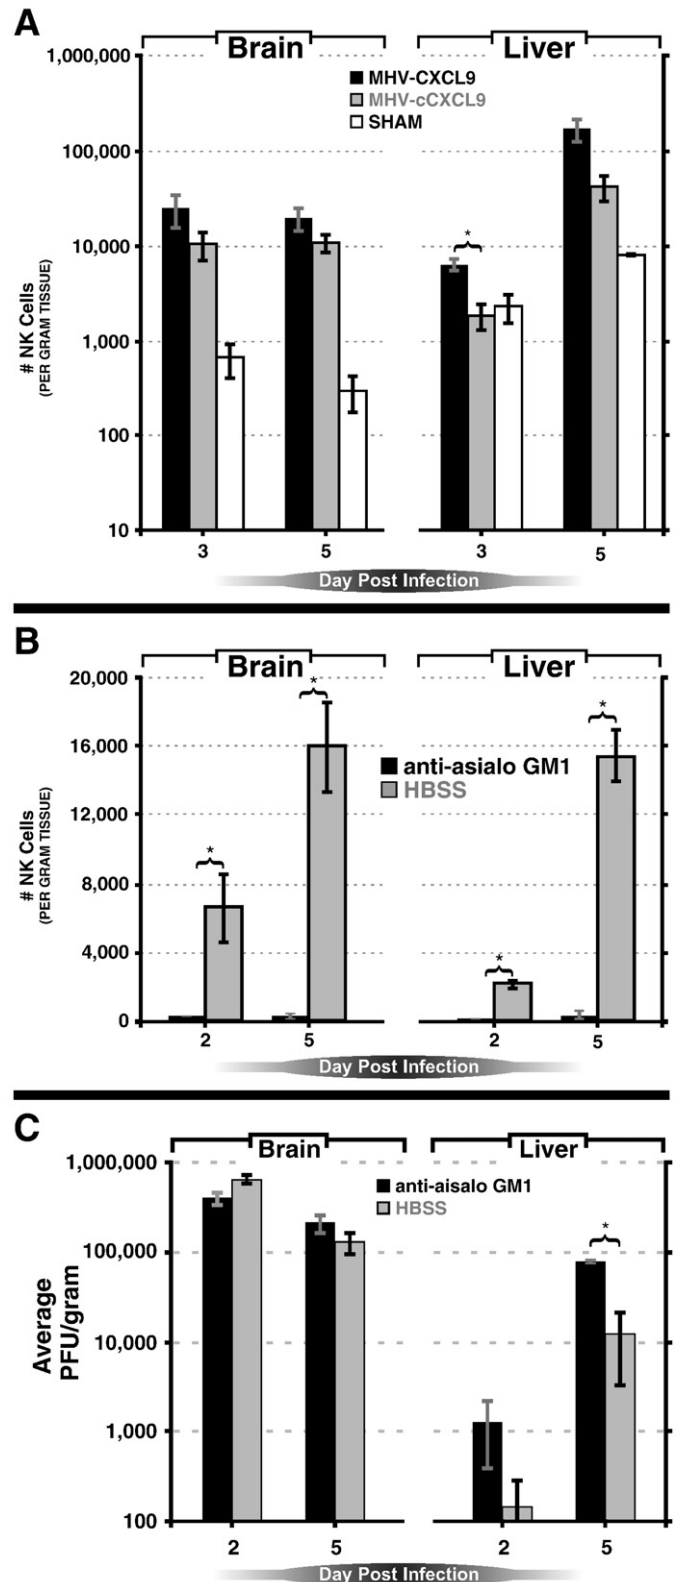 A
Brain Liver
1,000,000
MHV-CXCL9
MHV-cCXCL9
SHAM
100,000
10,000
*
1,000
100
10
# NK Cells
(PER GRAM TISSUE)
3 5 3 5
Day Post Infection
B
Brain Liver
20,000
* *
16,000
anti-asialo GM1
HBSS
12,000
*
8,000
4,000
*
0
# NK Cells
(PER GRAM TISSUE)
2 5 2 5
Day Post Infection
C
Brain Liver
1,000,000
anti-aisalo GM1
HBSS
*
100,000
10,000
1,000
100
Average
PFU/gram
2 5 2 5
Day Post Infection